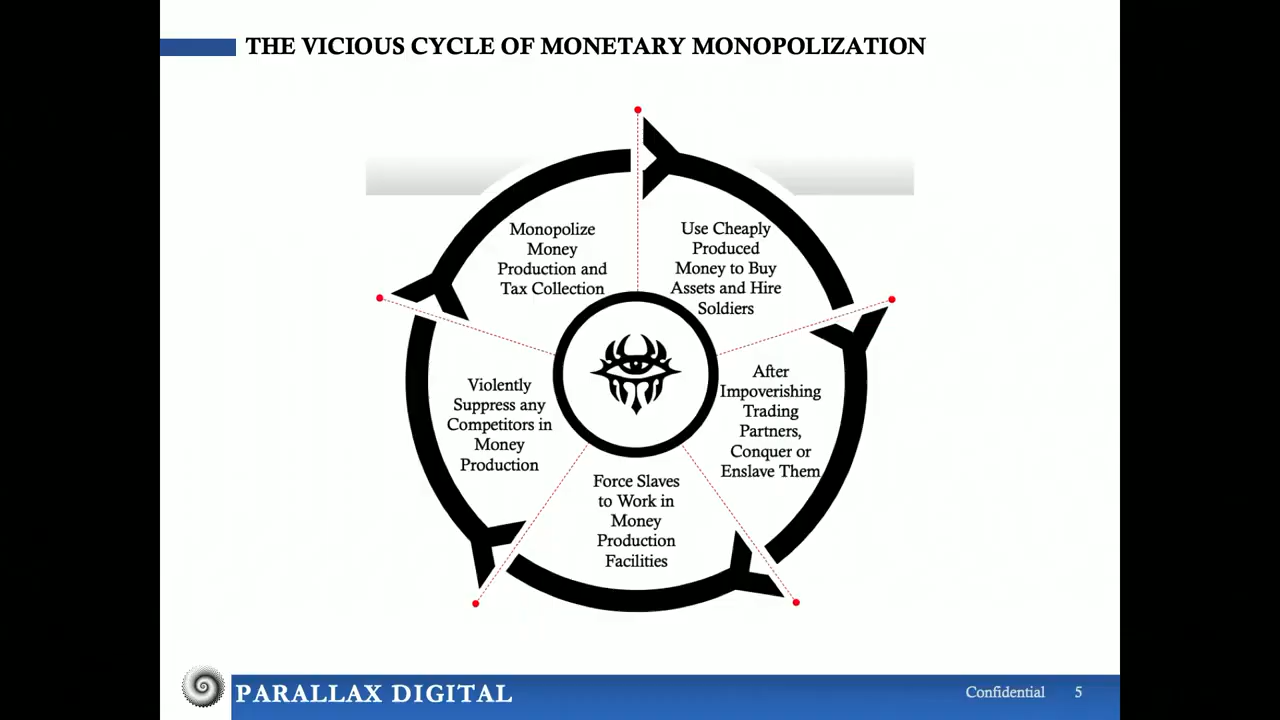 THE VICIOUS CYCLE OF MONETARY MONOPOLIZATION
Monopolize
Money
Production and
Tax Collection
Use Cheaply
Produced
Money to Buy
Assets and Hire
Soldiers
After
Impoverishing
Trading
Partners,
Conquer or
Enslave Them
Force Slaves
to Work in
Money
Production
Facilities
Violently
Suppress any
Competitors in
Money
Production
PARALLAX DIGITAL
Confidential 5